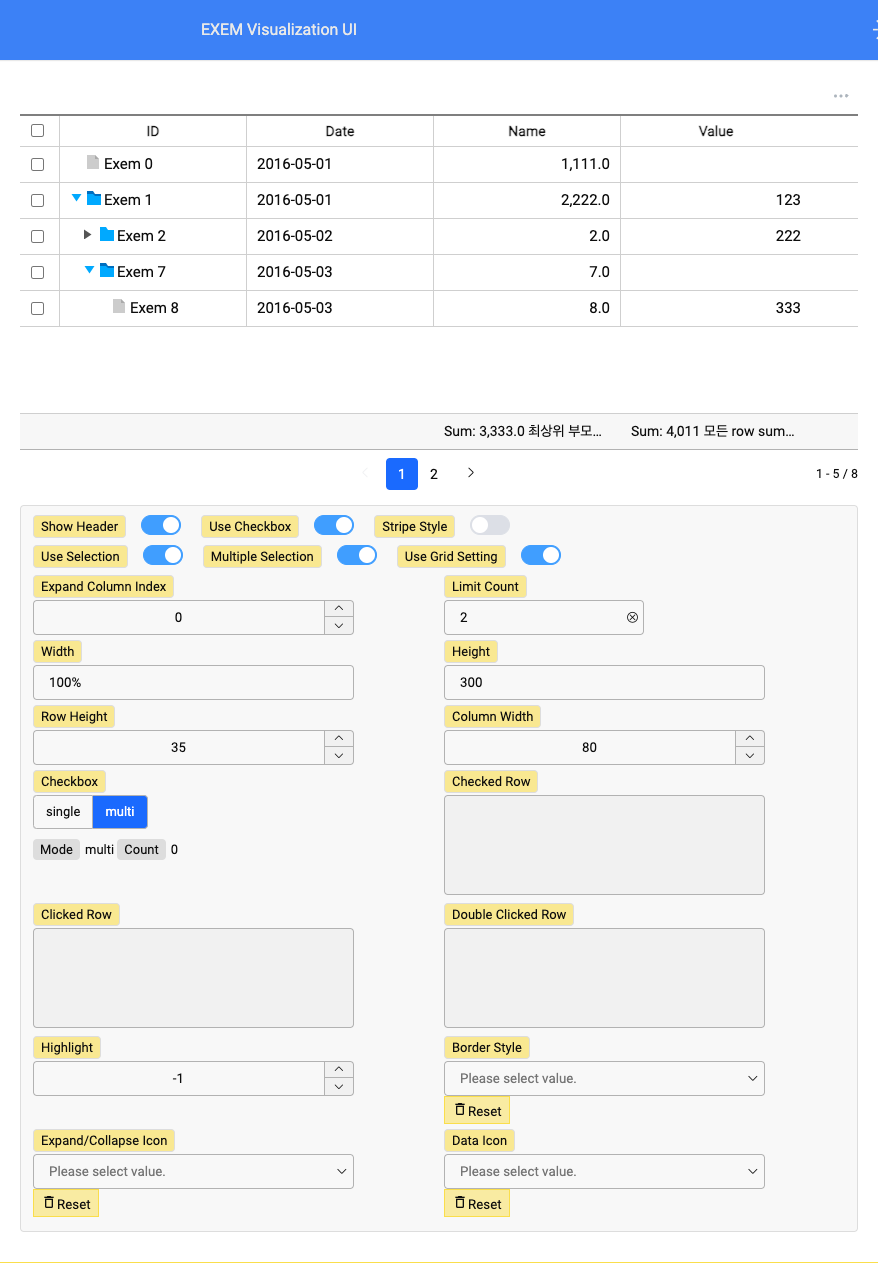 EXEM Visualization UI
ID Date Name Value
Exem 0 2016-05-01 1,111.0
Exem 1 2016-05-01 2,222.0 123
Exem 2 2016-05-02 2.0 222
Exem 7 2016-05-03 7.0
Exem 8 2016-05-03 8.0 333
Sum: 3,333.0 최상위 부모... Sum: 4,011 모든 row sum...
1 2 1 - 5 / 8
Show Header Use Checkbox Stripe Style
Use Selection Multiple Selection Use Grid Setting
Expand Column Index Limit Count
0 2
Width Height
100% 300
Row Height Column Width
35 80
Checkbox Checked Row
single multi
Mode multi Count 0
Clicked Row Double Clicked Row
Highlight Border Style
-1 Please select value.
Reset
Expand/Collapse Icon Data Icon
Please select value. Please select value.
Reset Reset